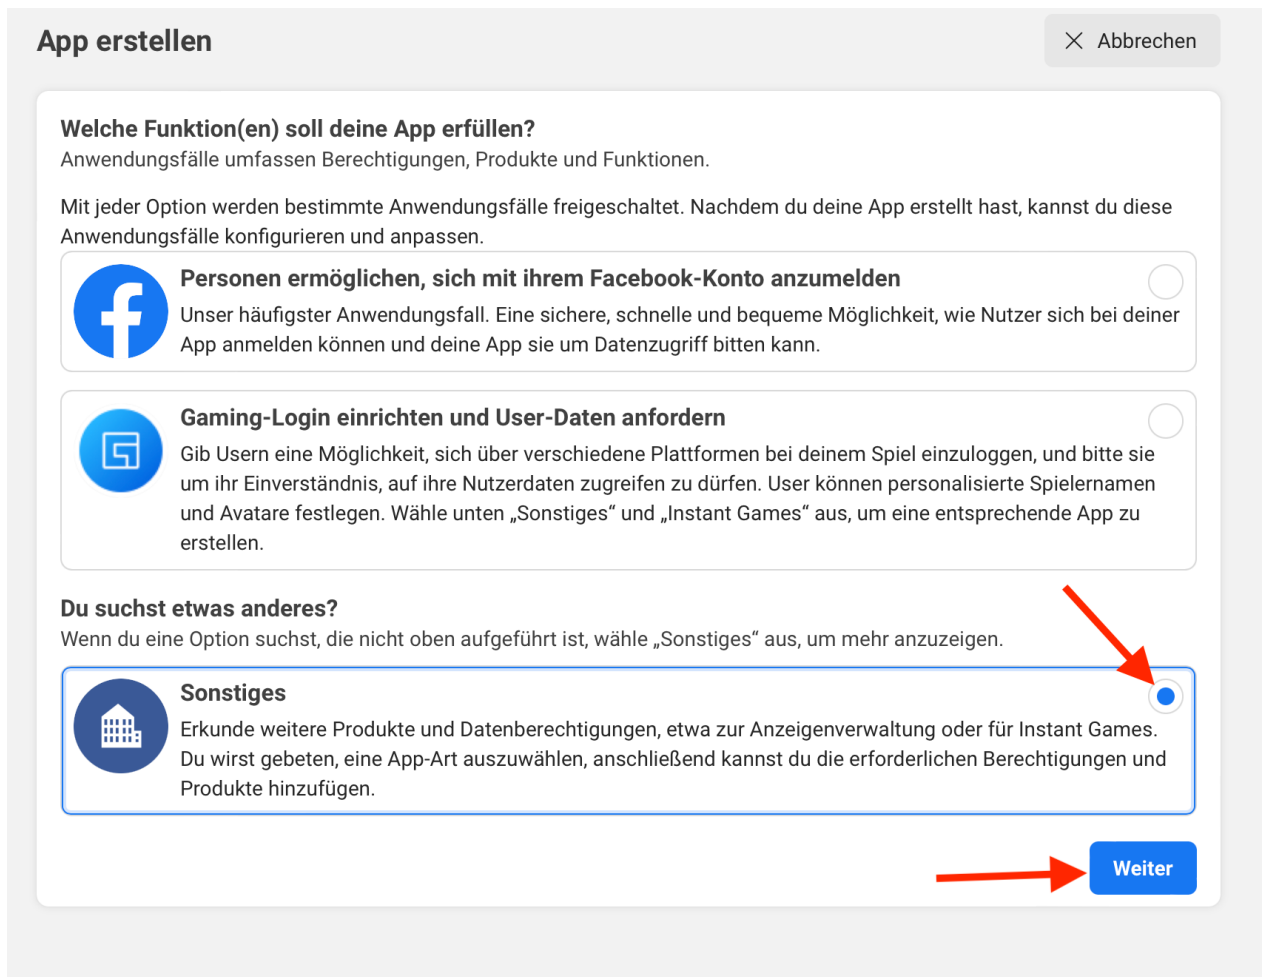 App erstellen
Abbrechen
Welche Funktion(en) soll deine App erfüllen?
Anwendungsfälle umfassen Berechtigungen, Produkte und Funktionen.
Mit jeder Option werden bestimmte Anwendungsfälle freigeschaltet. Nachdem du deine App erstellt hast, kannst du diese
Anwendungsfälle konfigurieren und anpassen.
Personen ermöglichen, sich mit ihrem Facebook-Konto anzumelden
Unser häufigster Anwendungsfall. Eine sichere, schnelle und bequeme Möglichkeit, wie Nutzer sich bei deiner
App anmelden können und deine App sie um Datenzugriff bitten kann.
Gaming-Login einrichten und User-Daten anfordern
Gib Usern eine Möglichkeit, sich über verschiedene Plattformen bei deinem Spiel einzuloggen, und bitte sie
um ihr Einverständnis, auf ihre Nutzerdaten zugreifen zu dürfen. User können personalisierte Spielernamen
und Avatare festlegen. Wähle unten „Sonstiges“ und „Instant Games“ aus, um eine entsprechende App zu
erstellen.
Du suchst etwas anderes?
Wenn du eine Option suchst, die nicht oben aufgeführt ist, wähle „Sonstiges“ aus, um mehr anzuzeigen.
Sonstiges
Erkunde weitere Produkte und Datenberechtigungen, etwa zur Anzeigenverwaltung oder für Instant Games.
Du wirst gebeten, eine App-Art auszuwählen, anschließend kannst du die erforderlichen Berechtigungen und
Produkte hinzufügen.
Weiter